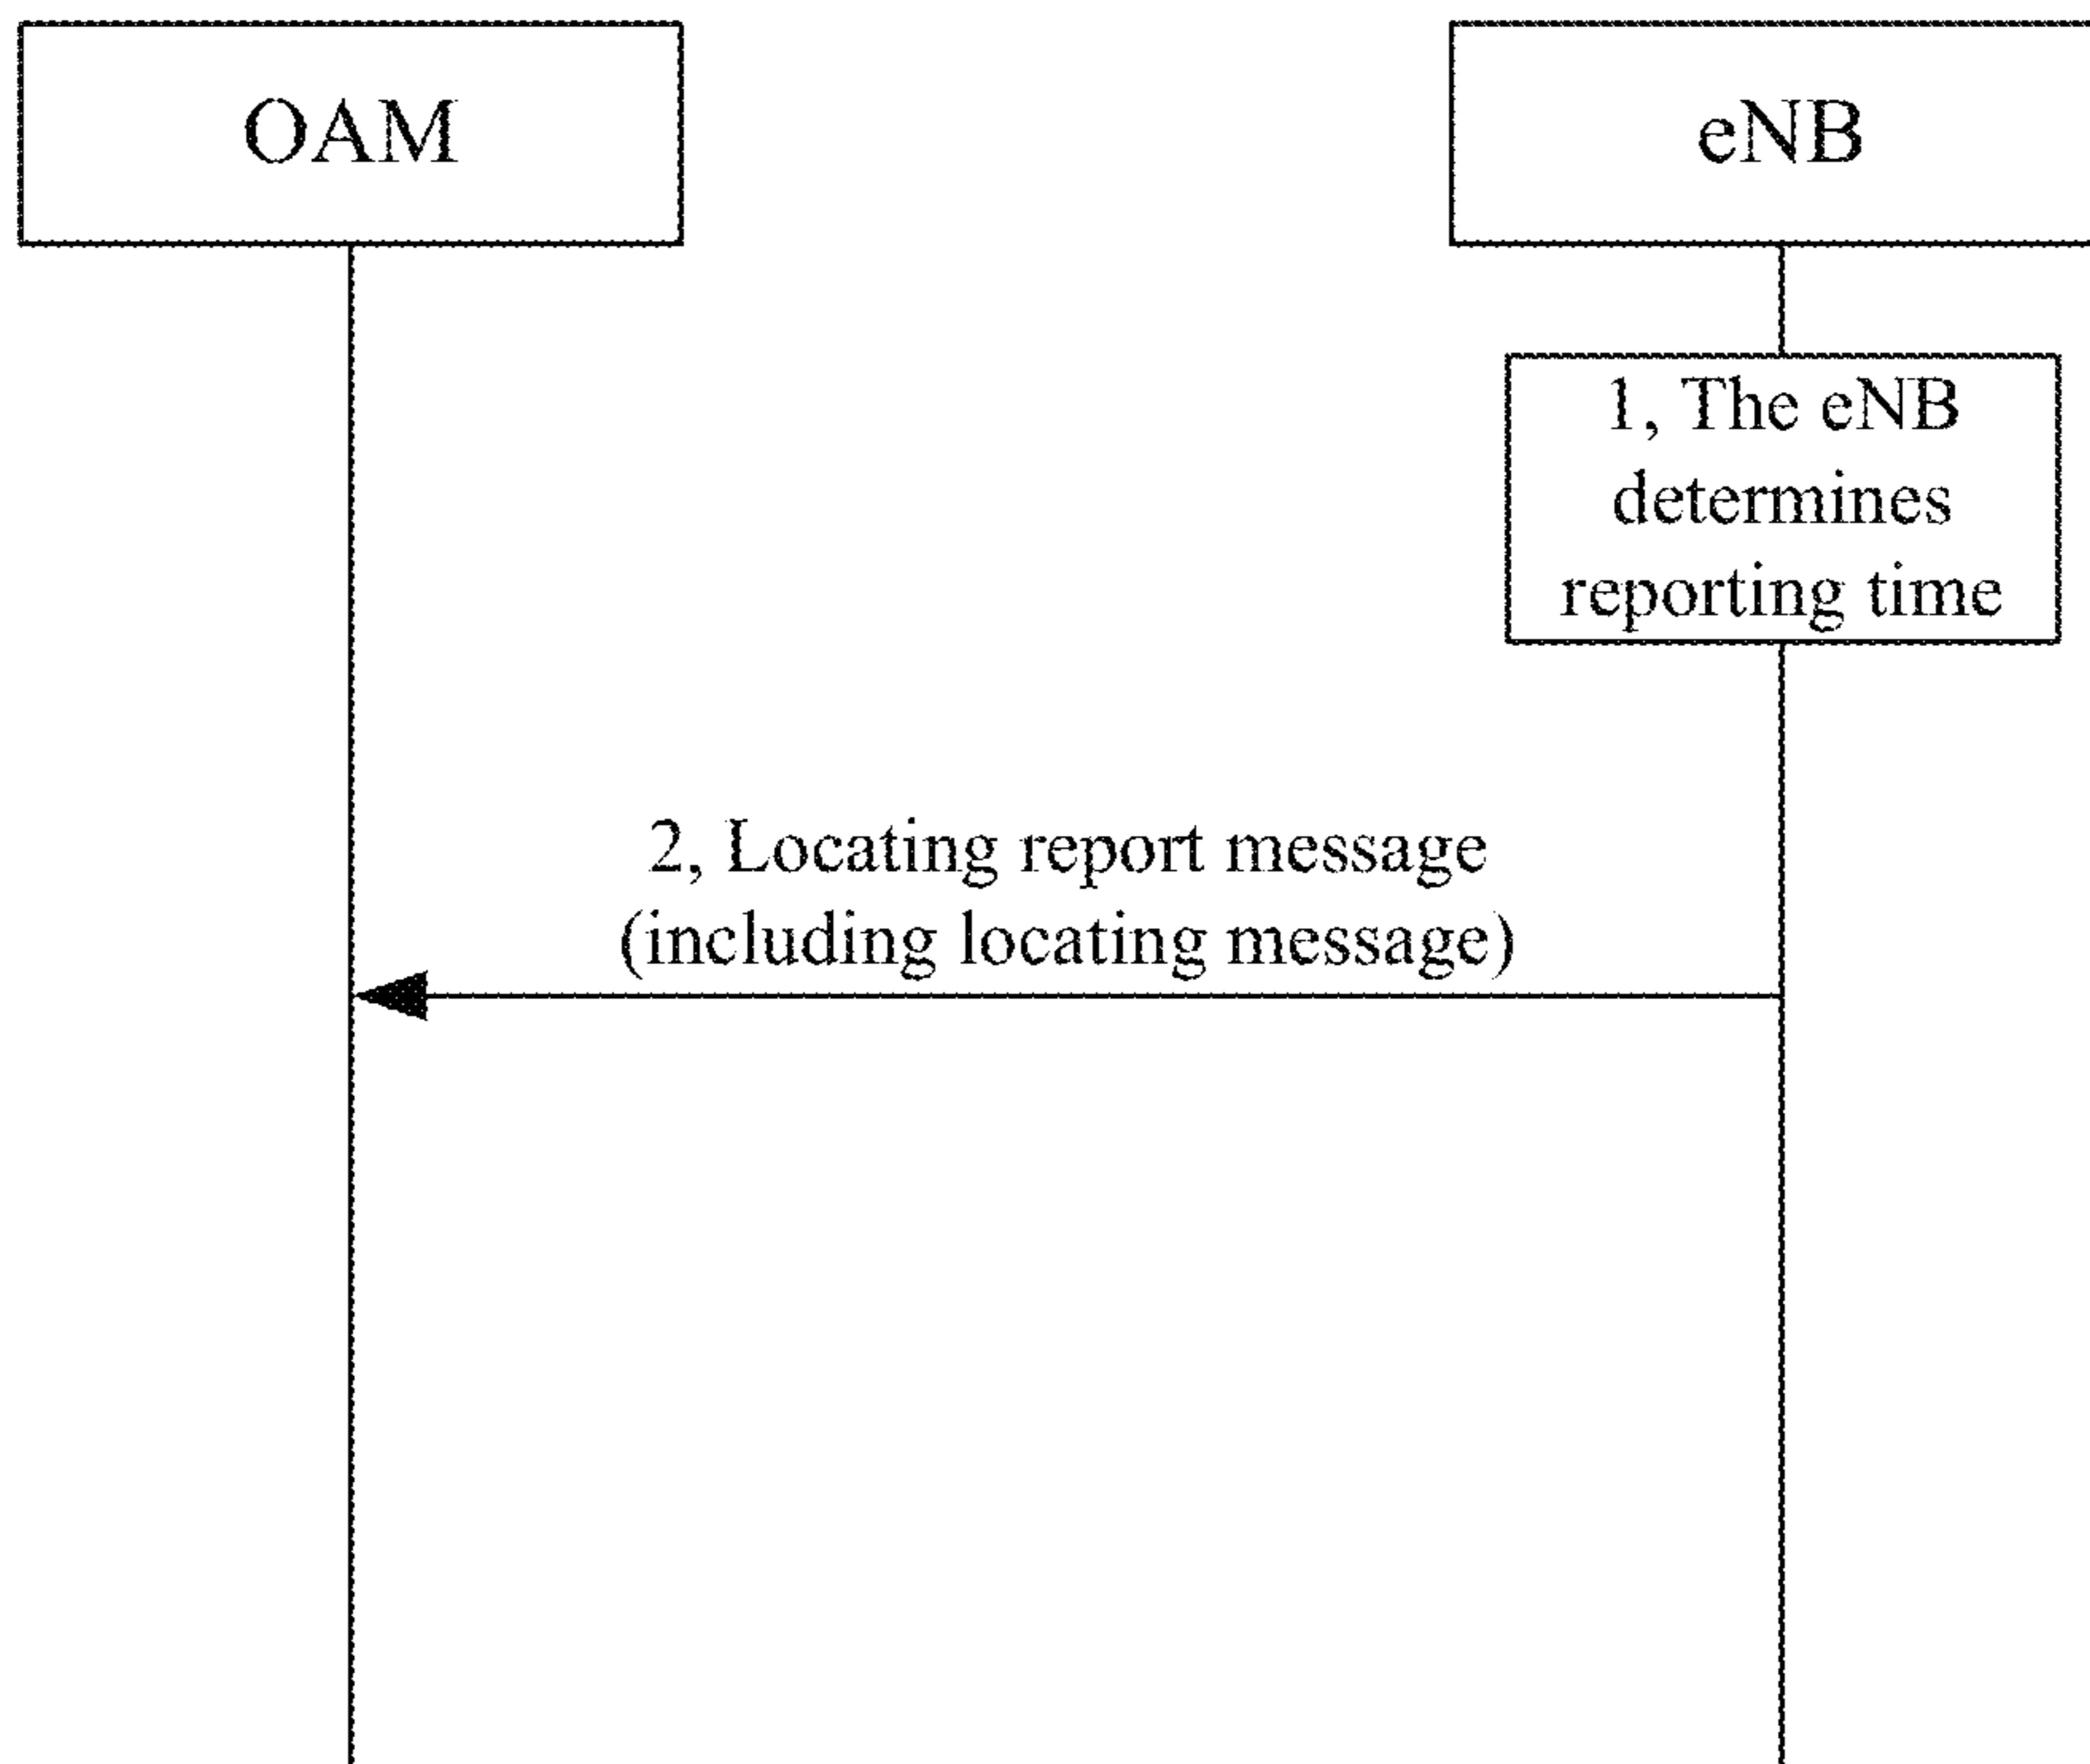 OAM
eNB
1, The eNB
determines
reporting time
2, Locating report message
(including locating message)